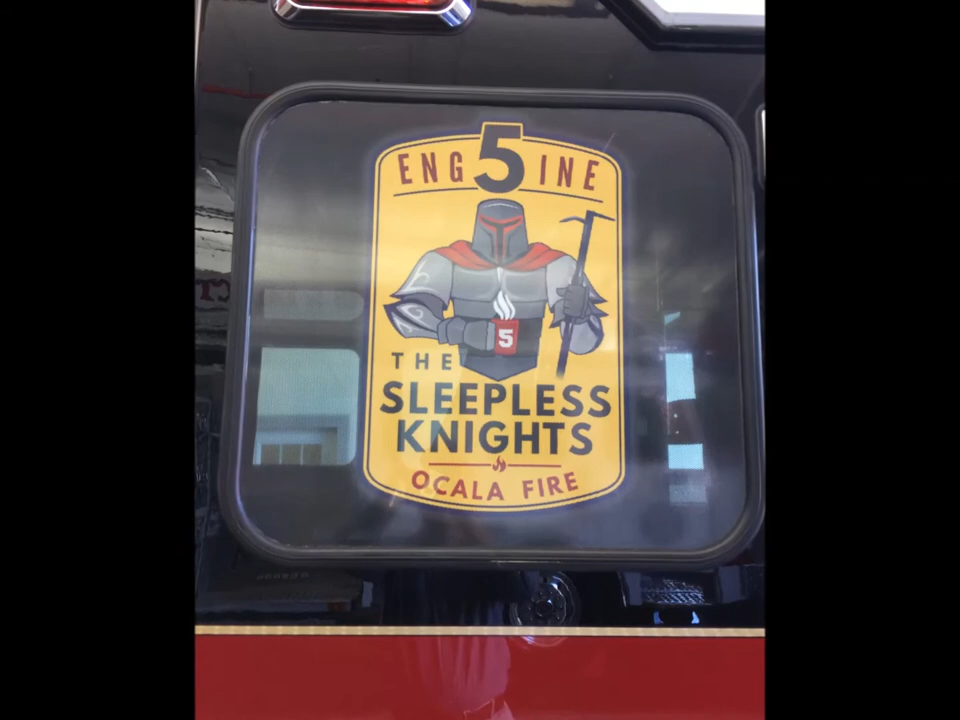 ENG5INE
5
THE
SLEEPLESS
KNIGHTS
OCALA FIRE